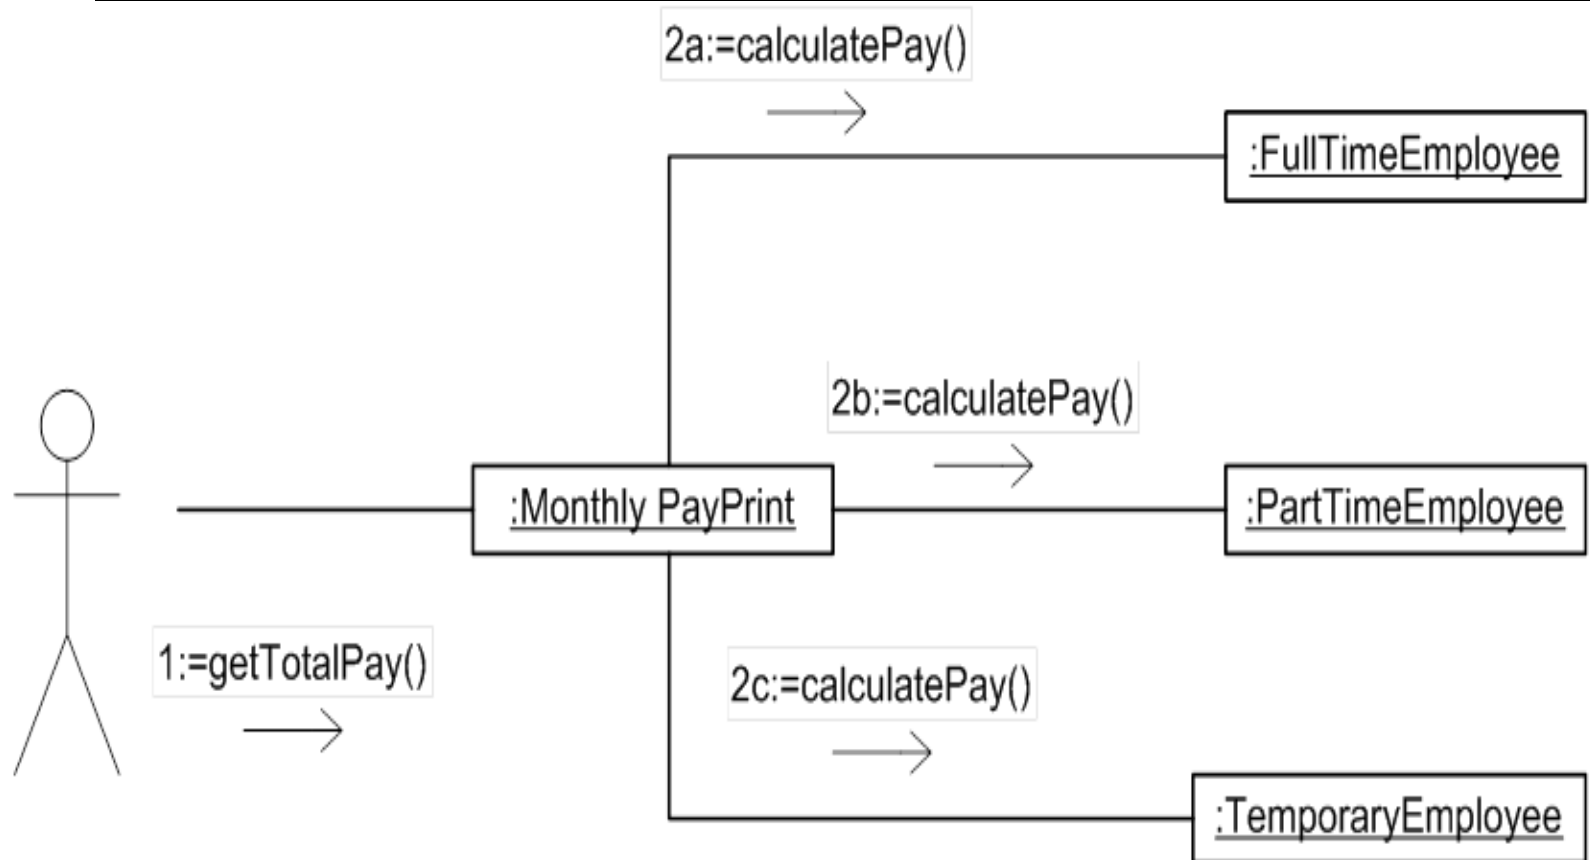 2a:=calculatePay()
:FullTimeEmployee
2b:=calculatePay()
:Monthly PayPrint
:PartTimeEmployee
1:=getTotalPay()
2c:=calculatePay()
:TemporaryEmployee